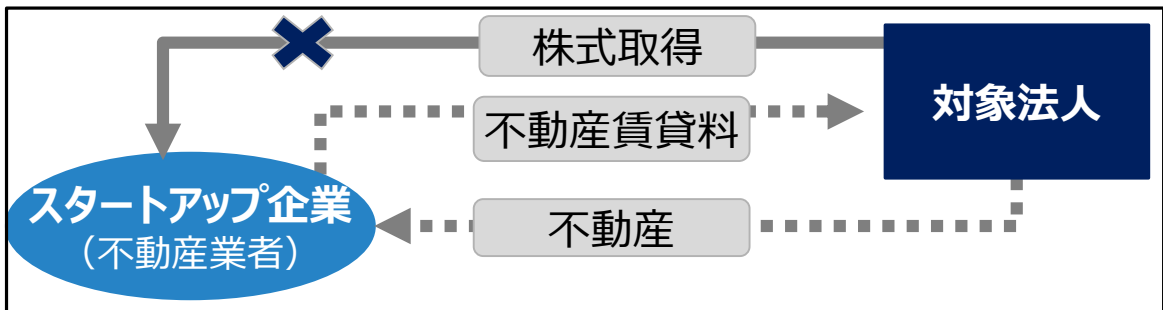 株式取得
対象法人
不動産賃貸料
スタートアップ企業
（不動産業者）
不動産